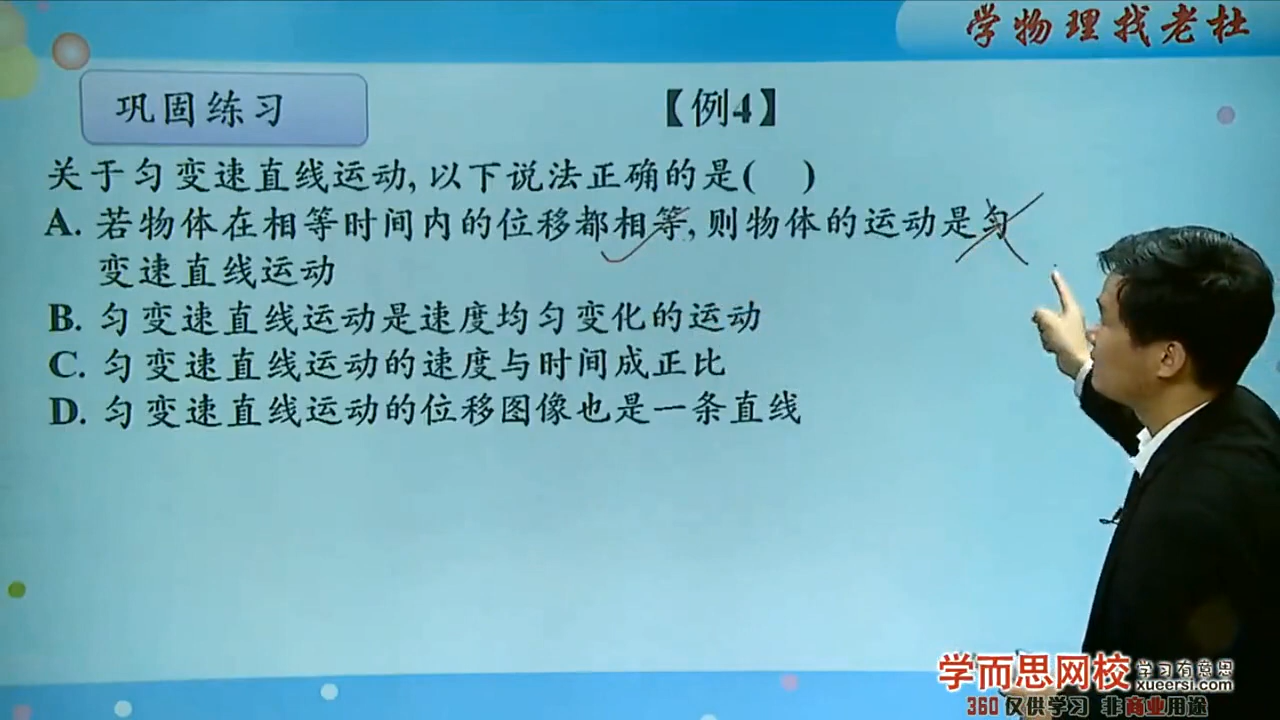 学物理找老杜
巩固练习
【例4】
关于匀变速直线运动,以下说法正确的是( )
A. 若物体在相等时间内的位移都相等,则物体的运动是匀
变速直线运动
B. 匀变速直线运动是速度均匀变化的运动
C. 匀变速直线运动的速度与时间成正比
D. 匀变速直线运动的位移图像也是一条直线
学而思网校 学习有意思
xueersi.com
360 仅供学习 非商业用途